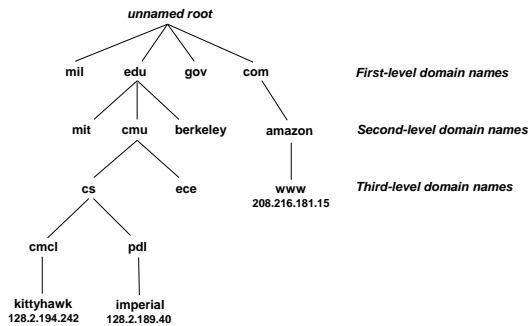 unnamed root
mil edu gov com First-level domain names
mit cmu berkeley amazon Second-level domain names
cs ece www Third-level domain names
208.216.181.15
cmcl pdl
kittyhawk imperial
128.2.194.242 128.2.189.40